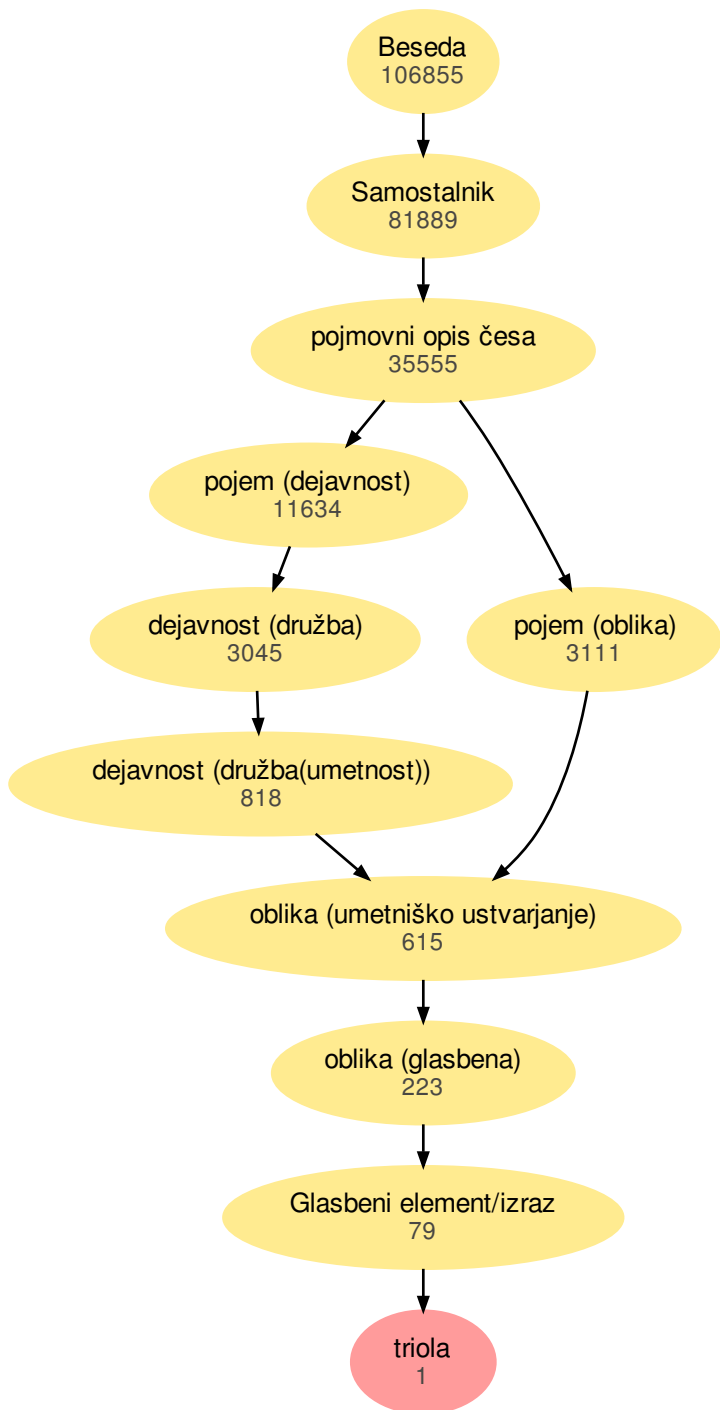 Beseda
106855
Samostalnik
81889
pojmovni opis česa
35555
pojem (dejavnost)
11634
dejavnost (družba)
3045
pojem (oblika)
3111
dejavnost (družba(umetnost))
818
oblika (umetniško ustvarjanje)
615
oblika (glasbena)
223
Glasbeni element/izraz
79
triola
1